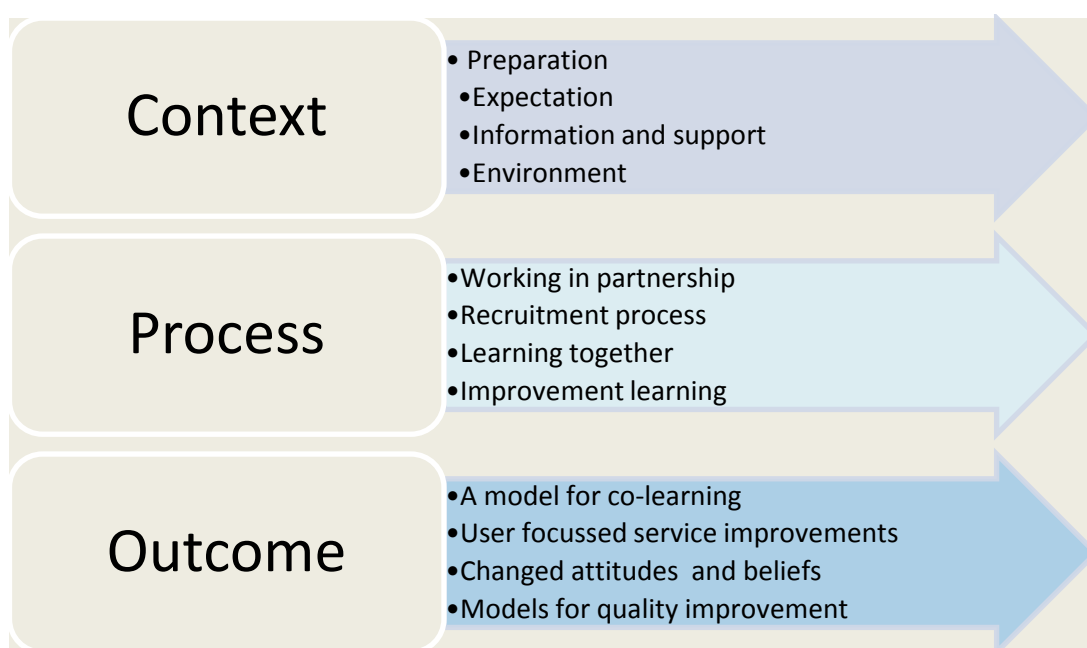 Context
• Preparation
•Expectation
•Information and support
•Environment
Process
•Working in partnership
•Recruitment process
•Learning together
•Improvement learning
Outcome
•A model for co-learning
•User focussed service improvements
•Changed attitudes and beliefs
•Models for quality improvement